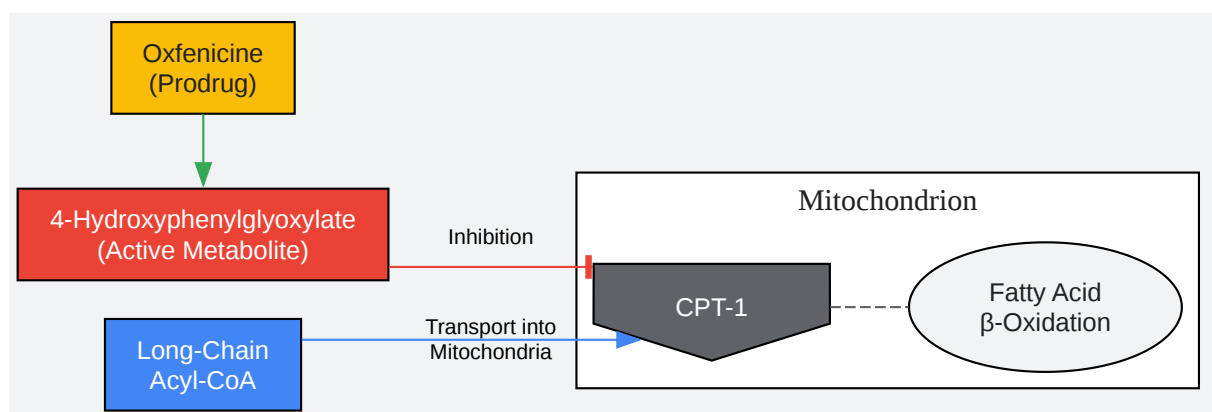 Oxfenicine
(Prodrug)
4-Hydroxyphenylglyoxylate
(Active Metabolite)
Inhibition
Mitochondrion
CPT-1
Fatty Acid
β-Oxidation
Long-Chain
Acyl-CoA
Transport into
Mitochondria